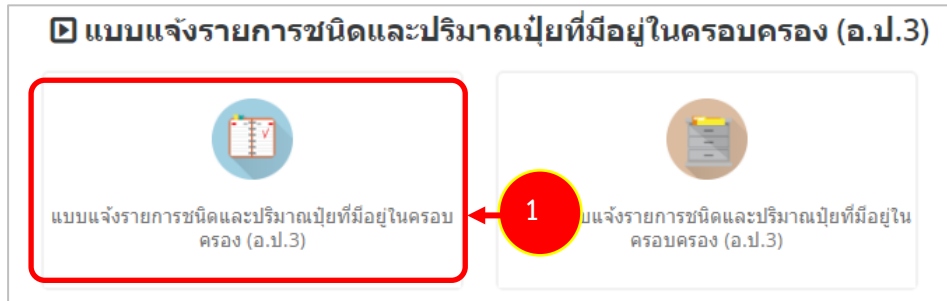 แบบแจ้งรายการชนิดและปริมาณปุ๋ยที่มีอยู่ในครอบครอง (อ.ป.3)
แบบแจ้งรายการชนิดและปริมาณปุ๋ยที่มีอยู่ในครอบ
ครอง (อ.ป.3)
1
แจ้งรายการชนิดและปริมาณปุ๋ยที่มีอยู่ใน
ครอบครอง (อ.ป.3)